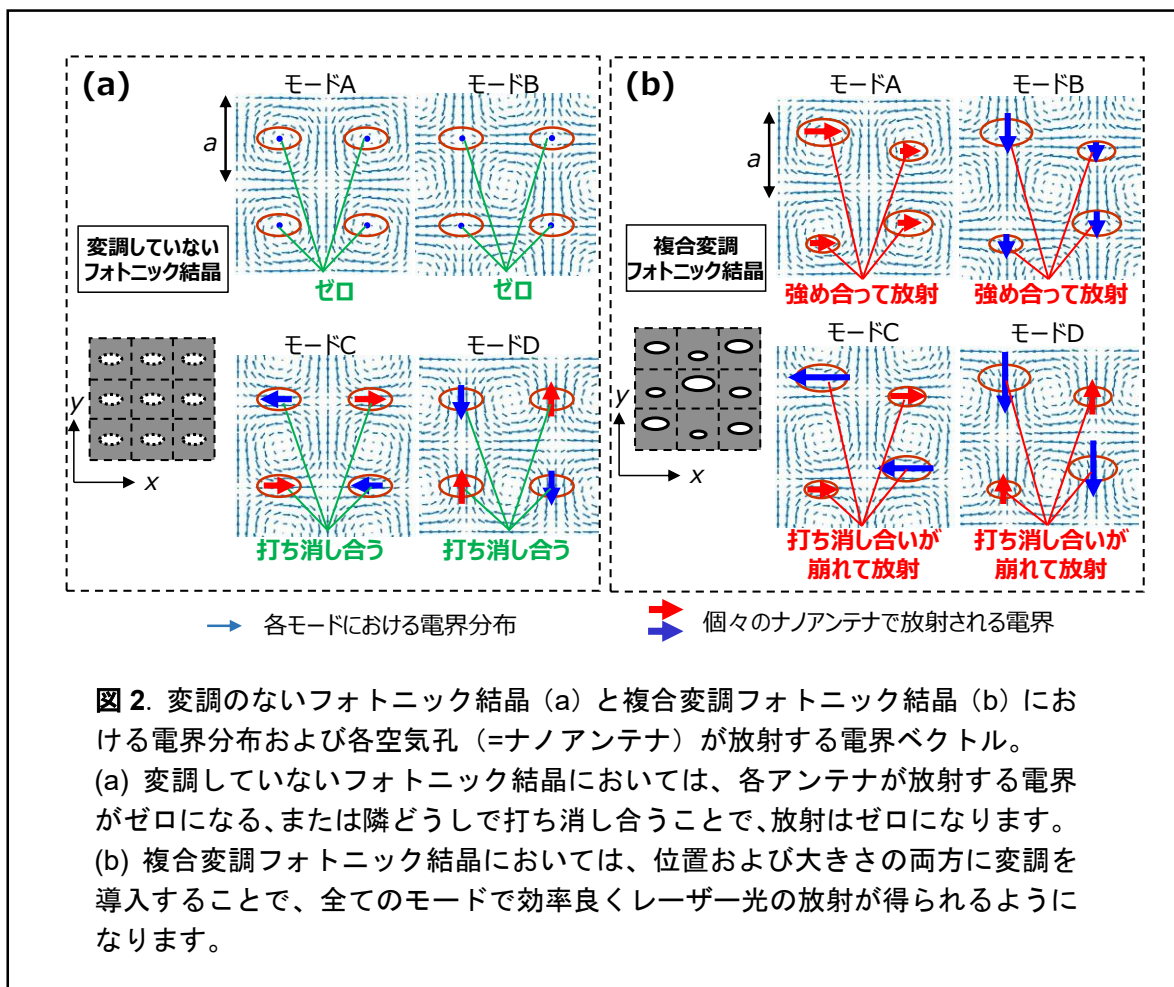 (a)
モードA
モードB
a
変調していない
フォトニック結晶
ゼロ
ゼロ
モードC
モードD
y
x
打ち消し合う
打ち消し合う
(b)
モードA
モードB
a
複合変調
フォトニック結晶
強め合って放射
強め合って放射
モードC
モードD
y
x
打ち消し合いが
崩れて放射
打ち消し合いが
崩れて放射
各モードにおける電界分布
個々のナノアンテナで放射される電界
図 2. 変調のないフォトニック結晶(a)と複合変調フォトニック結晶(b)にお
ける電界分布および各空気孔(=ナノアンテナ)が放射する電界ベクトル。
(a) 変調していないフォトニック結晶においては、各アンテナが放射する電界
がゼロになる、または隣どうしで打ち消し合うことで、放射はゼロになります。
(b) 複合変調フォトニック結晶においては、位置および大きさの両方に変調を
導入することで、全てのモードで効率良くレーザー光の放射が得られるように
なります。